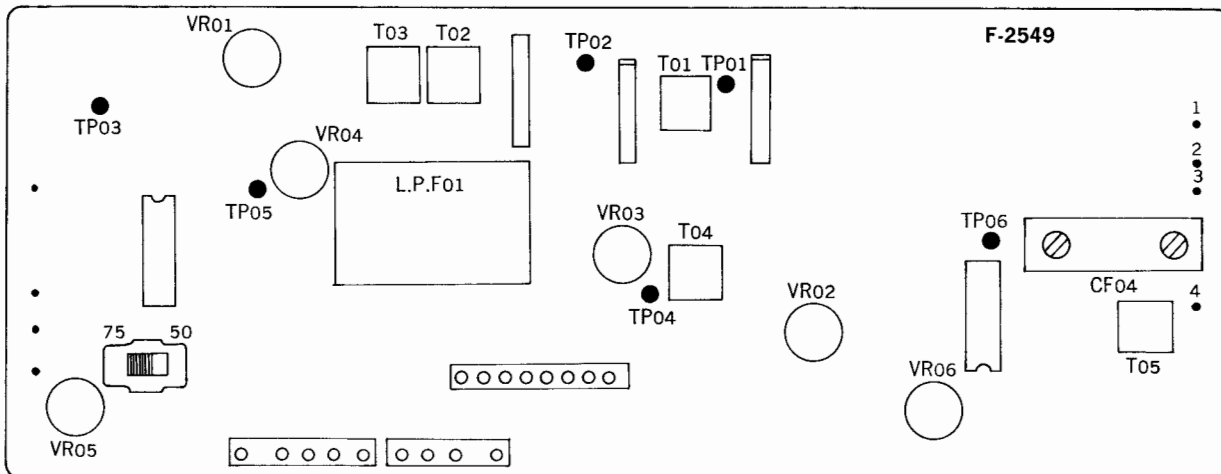 VR01
T03
T02
TP02
T01
TP01
F-2549
TP03
VR04
1
2
3
TP05
L.P.F01
VR03
T04
TP06
TP04
VR02
CF04
4
75
50
T05
VR06
VR05